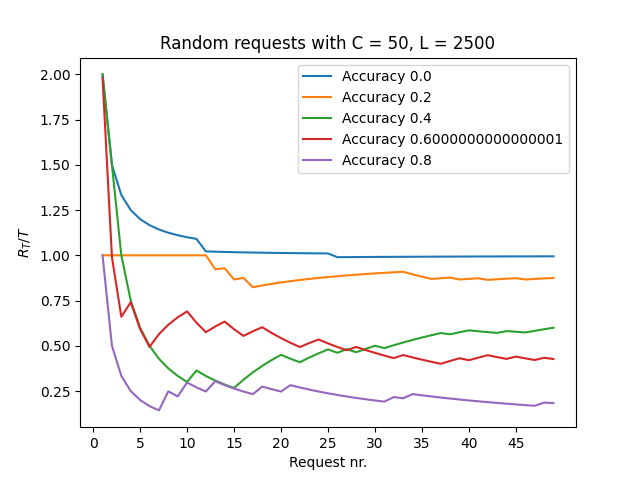 Random requests with C = 50, L = 2500
Accuracy 0.0
Accuracy 0.2
Accuracy 0.4
Accuracy 0.6000000000000001
Accuracy 0.8
2.00
1.75
1.50
1.25
1.00
0.75
0.50
0.25
R_T/T
0 5 10 15 20 25 30 35 40 45
Request nr.